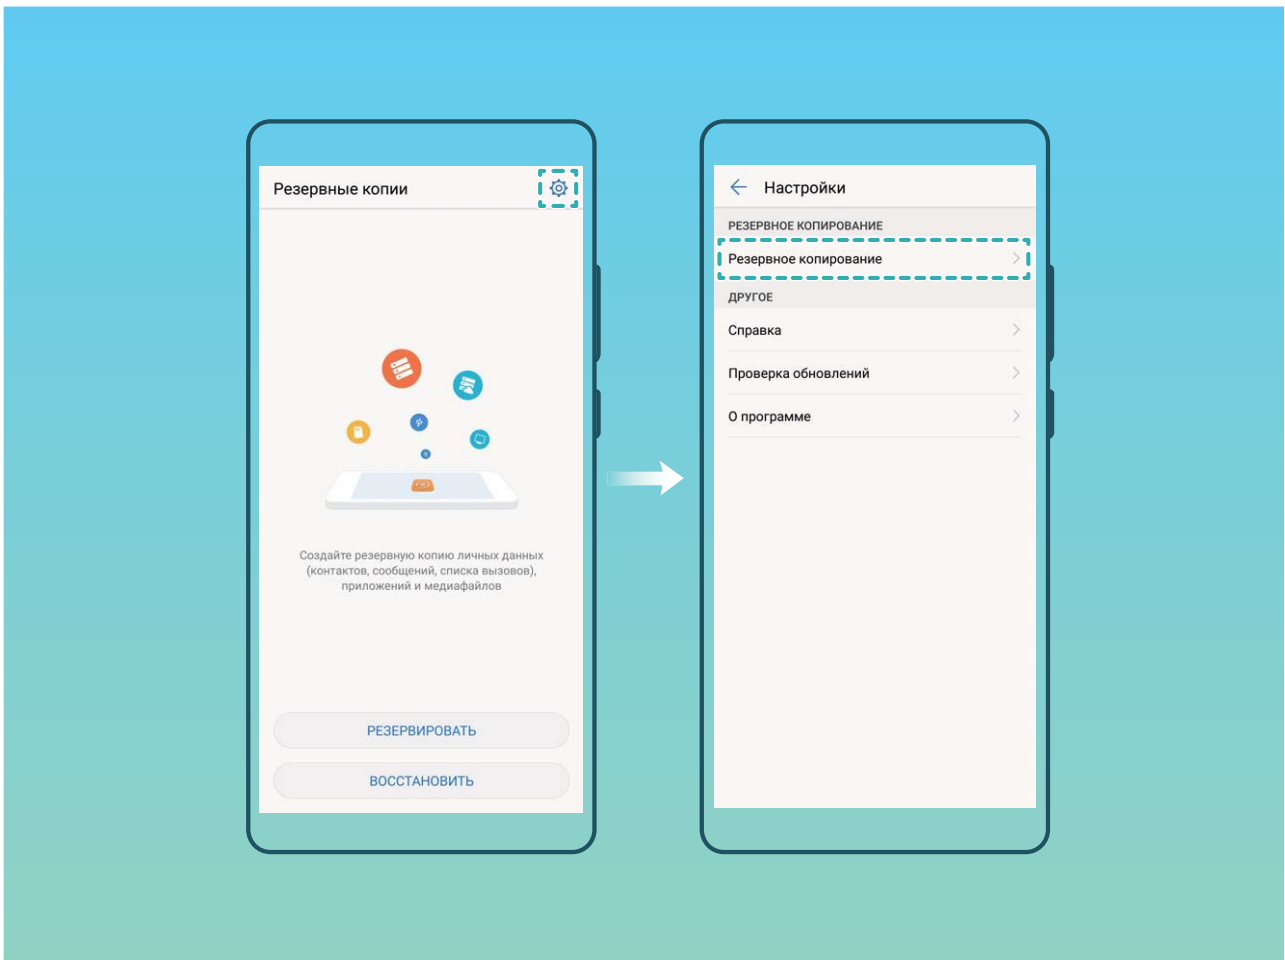 Резервные копии
Создайте резервную копию личных данных
(контактов, сообщений, списка вызовов),
приложений и медиафайлов
РЕЗЕРВИРОВАТЬ
ВОССТАНОВИТЬ
Настройки
РЕЗЕРВНОЕ КОПИРОВАНИЕ
Резервное копирование
ДРУГОЕ
Справка
Проверка обновлений
О программе